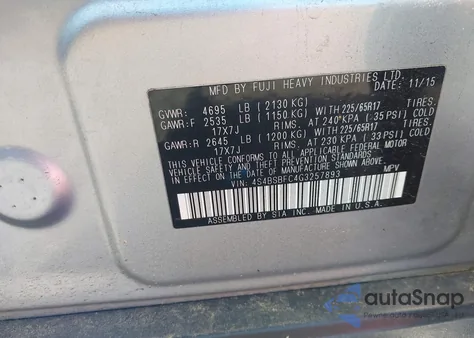 MFD BY FUJI HEAVY INDUSTRIES LTD.
DATE: 11/15
GVWR: 4695 LB (2130 KG)
GAWR:F 2535 LB (1150 KG) WITH 225/65R17 TIRES.
17X7J RIMS. AT 240 KPA (35 PSI) COLD
GAWR:R 2645 LB (1200 KG) WITH 225/65R17 TIRES.
17X7J RIMS. AT 230 KPA (33 PSI) COLD
THIS VEHICLE CONFORMS TO ALL APPLICABLE FEDERAL MOTOR
VEHICLE SAFETY AND THEFT PREVENTION STANDARDS
IN EFFECT ON THE DATE OF MANUFACTURE SHOWN ABOVE.
VIN: 4S4BSBFC4G3257893 MPV
ASSEMBLED BY SIA INC. MADE IN U.S.A.
autoSnap